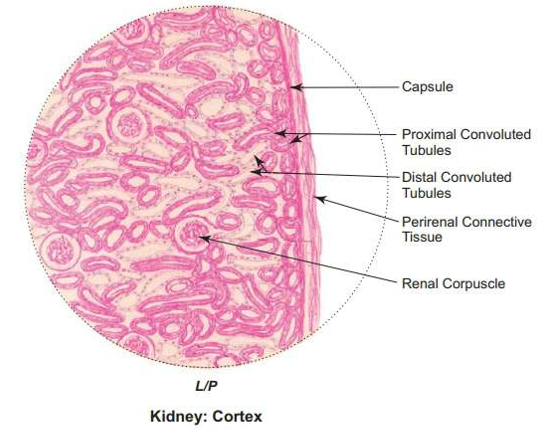 Capsule
Proximal Convoluted
Tubules
Distal Convoluted
Tubules
Perirenal Connective
Tissue
Renal Corpuscle
L/P
Kidney: Cortex